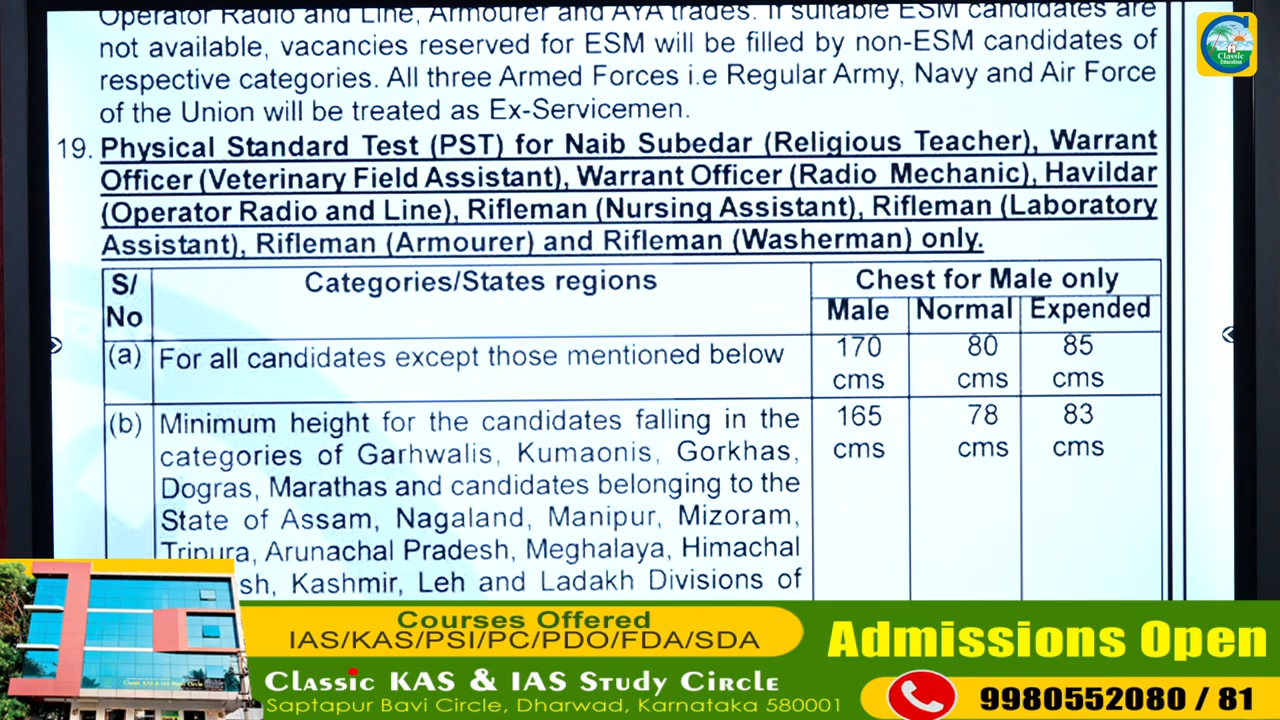 Operator Radio and Line, Armourer and AYA trades. If suitable ESM candidates are
not available, vacancies reserved for ESM will be filled by non-ESM candidates of
respective categories. All three Armed Forces i.e Regular Army, Navy and Air Force
of the Union will be treated as Ex-Servicemen.
19. Physical Standard Test (PST) for Naib Subedar (Religious Teacher), Warrant
Officer (Veterinary Field Assistant), Warrant Officer (Radio Mechanic), Havildar
(Operator Radio and Line), Rifleman (Nursing Assistant), Rifleman (Laboratory
Assistant), Rifleman (Armourer) and Rifleman (Washerman) only.
S/ No Categories/States regions Chest for Male only
Male Normal Expended
(a) For all candidates except those mentioned below 170 cms 80 cms 85 cms
(b) Minimum height for the candidates falling in the 165 cms 78 cms 83 cms
categories of Garhwalis, Kumaonis, Gorkhas,
Dogras, Marathas and candidates belonging to the
State of Assam, Nagaland, Manipur, Mizoram,
Tripura, Arunachal Pradesh, Meghalaya, Himachal
sh, Kashmir, Leh and Ladakh Divisions of
Classic
Education
Courses Offered
IAS/KAS/PSI/PC/PDO/FDA/SDA
Classic KAS & IAS Study Circle
Saptapur Bavi Circle, Dharwad, Karnataka 580001
Admissions Open
9980552080 / 81